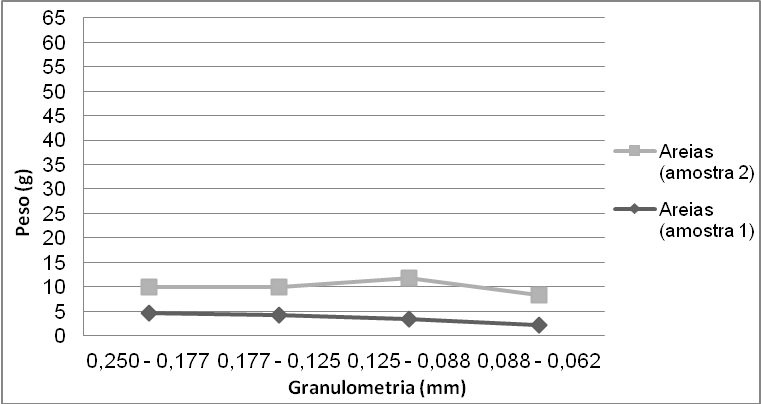 65
60
55
50
45
40
35
30
25
20
15
10
5
0
Peso (g)
0,250 - 0,177 0,177 - 0,125 0,125 - 0,088 0,088 - 0,062
Granulometria (mm)
Areias
(amostra 2)
Areias
(amostra 1)